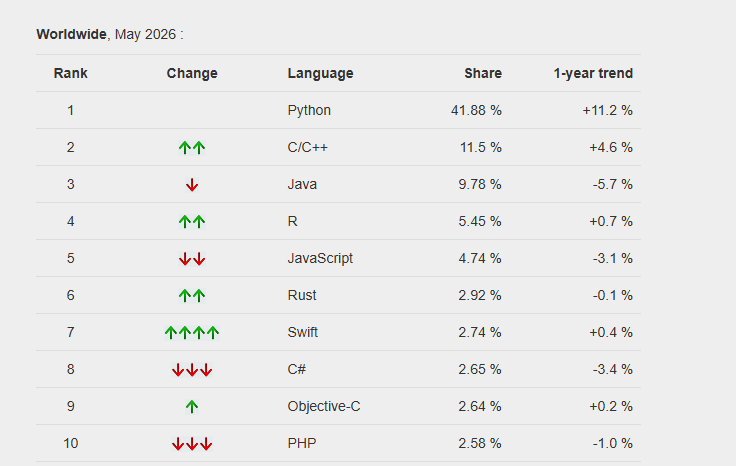 Worldwide, May 2026 :
Rank Change Language Share 1-year trend
1 Python 41.88 % +11.2 %
2 ↑↑ C/C++ 11.5 % +4.6 %
3 ↓ Java 9.78 % -5.7 %
4 ↑↑ R 5.45 % +0.7 %
5 ↓↓ JavaScript 4.74 % -3.1 %
6 ↑↑ Rust 2.92 % -0.1 %
7 ↑↑↑↑ Swift 2.74 % +0.4 %
8 ↓↓↓ C# 2.65 % -3.4 %
9 ↑ Objective-C 2.64 % +0.2 %
10 ↓↓↓ PHP 2.58 % -1.0 %